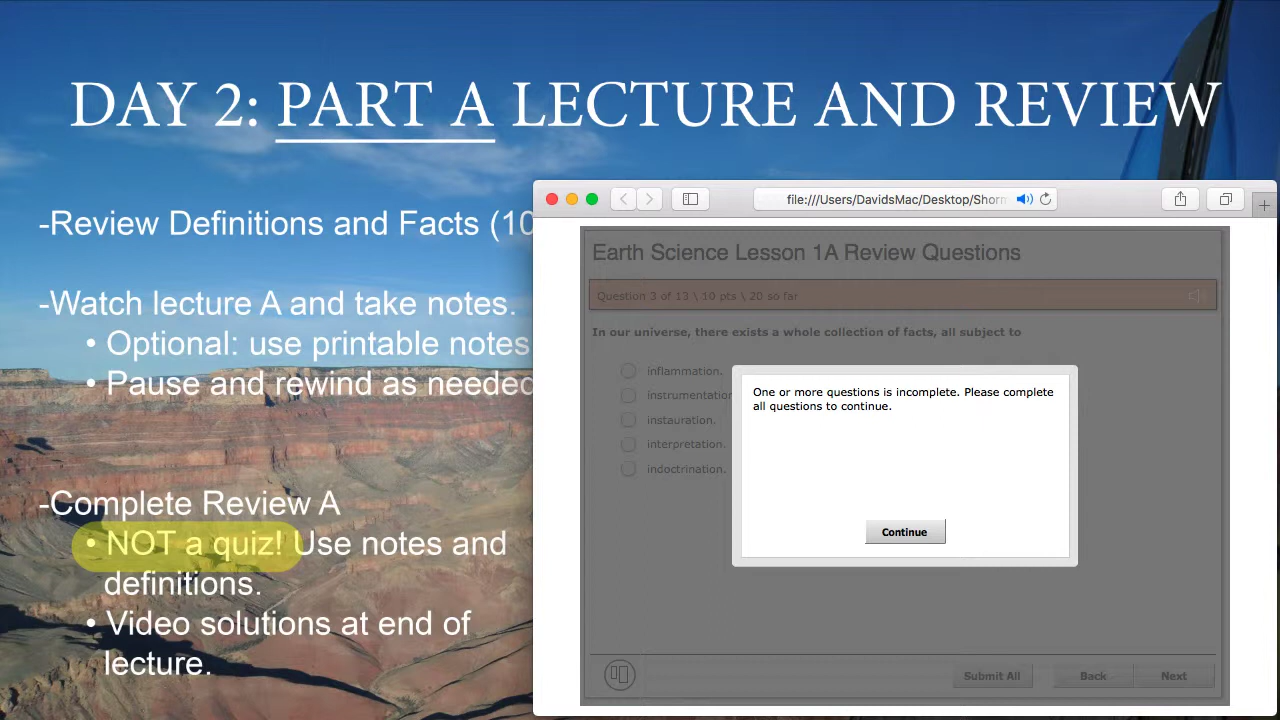 DAY 2: PART A LECTURE AND REVIEW
-Review Definitions and Facts (10
-Watch lecture A and take notes.
• Optional: use printable notes
• Pause and rewind as needed
-Complete Review A
• NOT a quiz! Use notes and
definitions.
• Video solutions at end of
lecture.
file:///Users/DavidsMac/Desktop/Shorn
Earth Science Lesson 1A Review Questions
Question 3 of 13 \ 10 pts \ 20 so far
In our universe, there exists a whole collection of facts, all subject to
inflammation.
instrumentation
instauration.
interpretation.
indoctrination.
One or more questions is incomplete. Please complete
all questions to continue.
Continue
Submit All
Back
Next